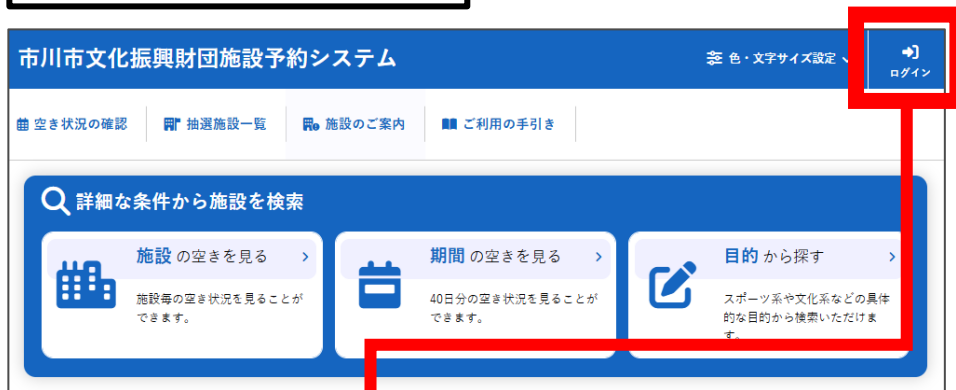 市川市文化振興財団施設予約システム
色・文字サイズ設定
ログイン
空き状況の確認
抽選施設一覧
施設のご案内
ご利用の手引き
詳細な条件から施設を検索
施設 の空きを見る
施設毎の空き状況を見ることが
できます。
期間 の空きを見る
40日分の空き状況を見ることが
できます。
目的 から探す
スポーツ系や文化系などの具体
的な目的から検索いただけま
す。